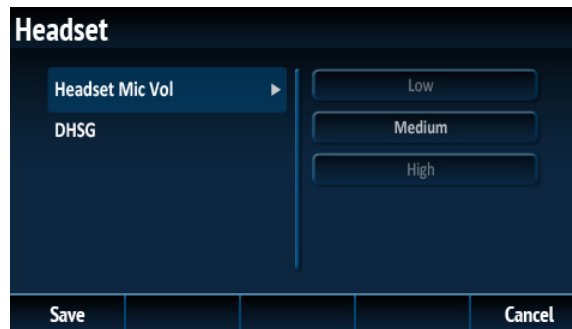 Headset
Headset Mic Vol
DHSG
Low
Medium
High
Save
Cancel